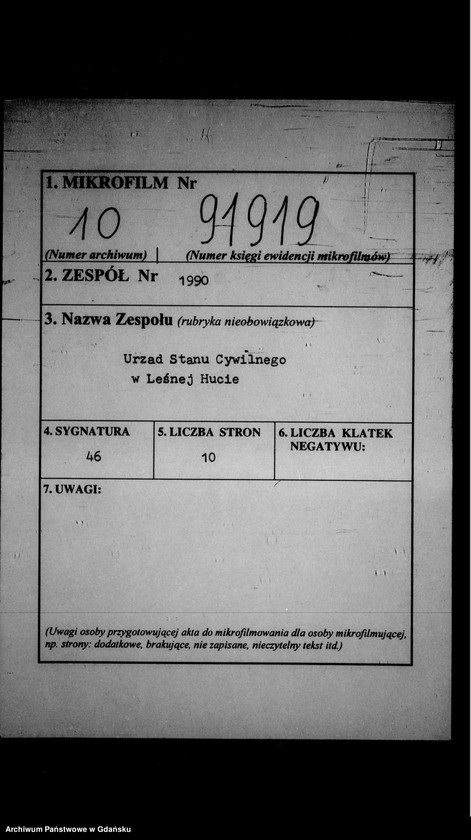 1. MIKROFILM Nr
10 91919
(Numer archiwum) (Numer księgi ewidencji mikrofilmów)
2. ZESPÓŁ Nr 1990
3. Nazwa Zespołu (rubryka nieobowiązkowa)
Urzad Stanu Cywilnego
w Leśnej Hucie
4. SYGNATURA 5. LICZBA STRON 6. LICZBA KLATEK
NEGATYWU:
46 10
7. UWAGI:
(Uwagi osoby przygotowującej akta do mikrofilmowania dla osoby mikrofilmującej,
np. strony: dodatkowe, brakujące, nie zapisane, nieczytelny tekst itd.)
Archiwum Państwowe w Gdańsku